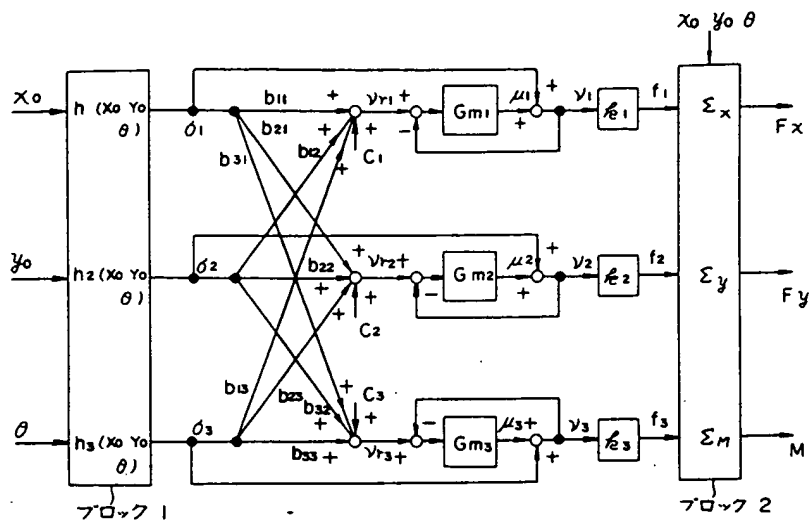 x₀ y₀ θ
x₀
h (x₀ y₀
θ)
σ₁
b₁₁
b₂₁
b₃₁
b₁₂
+ + + +
C₁
νr₁ +
−
Gm₁
μ₁ +
+
ν₁
k₁
f₁
Σx
Fx
y₀
h₂ (x₀ y₀
θ)
σ₂
b₂₂
+ + + +
C₂
νr₂ +
−
Gm₂
μ₂ +
+
ν₂
k₂
f₂
Σy
Fy
b₁₃
b₂₃
b₃₂
C₃
+ + + +
θ
h₃ (x₀ y₀
θ)
σ₃
b₃₃
νr₃ +
−
Gm₃
μ₃ +
+
ν₃
k₃
f₃
ΣM
M
ブロック 1
ブロック 2